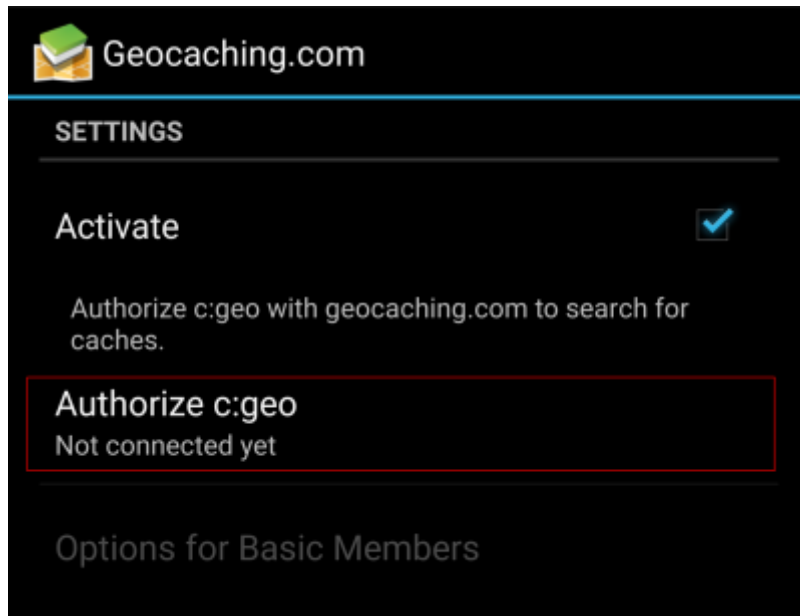 Geocaching.com
SETTINGS
Activate
Authorize c:geo with geocaching.com to search for
caches.
Authorize c:geo
Not connected yet
Options for Basic Members